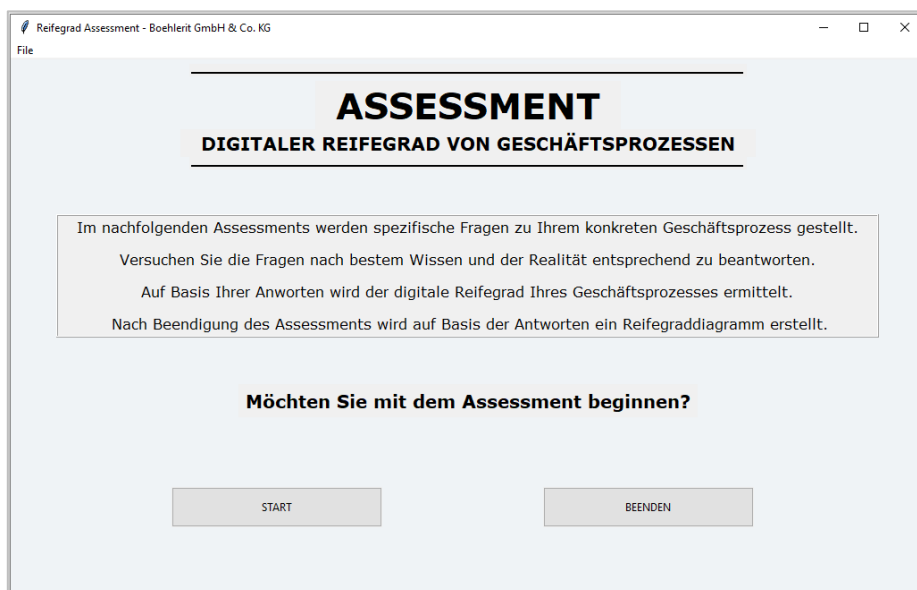 Reifegrad Assessment - Boehlerit GmbH & Co. KG
File
ASSESSMENT
DIGITALER REIFEGRAD VON GESCHÄFTSPROZESSEN
Im nachfolgenden Assessments werden spezifische Fragen zu Ihrem konkreten Geschäftsprozess gestellt.
Versuchen Sie die Fragen nach bestem Wissen und der Realität entsprechend zu beantworten.
Auf Basis Ihrer Anworten wird der digitale Reifegrad Ihres Geschäftsprozesses ermittelt.
Nach Beendigung des Assessments wird auf Basis der Antworten ein Reifegraddiagramm erstellt.
Möchten Sie mit dem Assessment beginnen?
START
BEENDEN